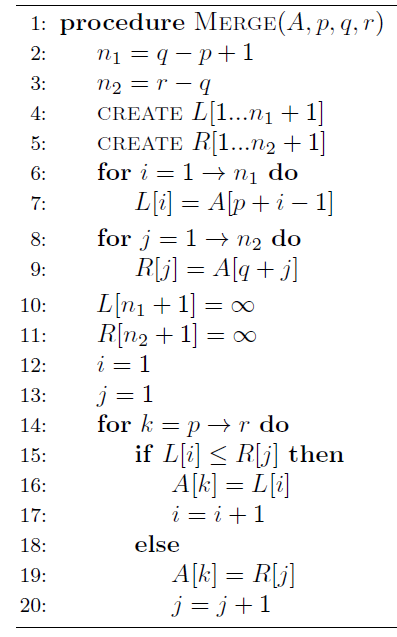 1: procedure MERGE(A, p, q, r)
2: n₁ = q − p + 1
3: n₂ = r − q
4: CREATE L[1...n₁ + 1]
5: CREATE R[1...n₂ + 1]
6: for i = 1 → n₁ do
7: L[i] = A[p + i − 1]
8: for j = 1 → n₂ do
9: R[j] = A[q + j]
10: L[n₁ + 1] = ∞
11: R[n₂ + 1] = ∞
12: i = 1
13: j = 1
14: for k = p → r do
15: if L[i] ≤ R[j] then
16: A[k] = L[i]
17: i = i + 1
18: else
19: A[k] = R[j]
20: j = j + 1